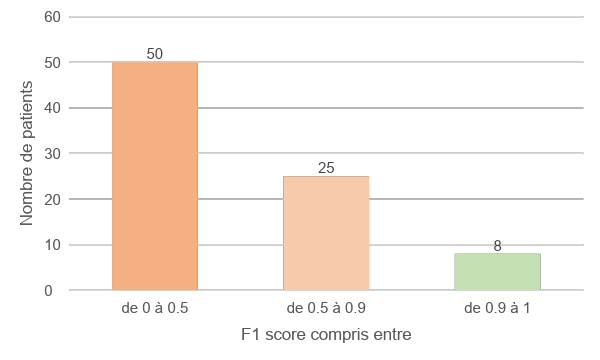 60
50
40
30
20
10
0
Nombre de patients
50
25
8
de 0 à 0.5
de 0.5 à 0.9
de 0.9 à 1
F1 score compris entre